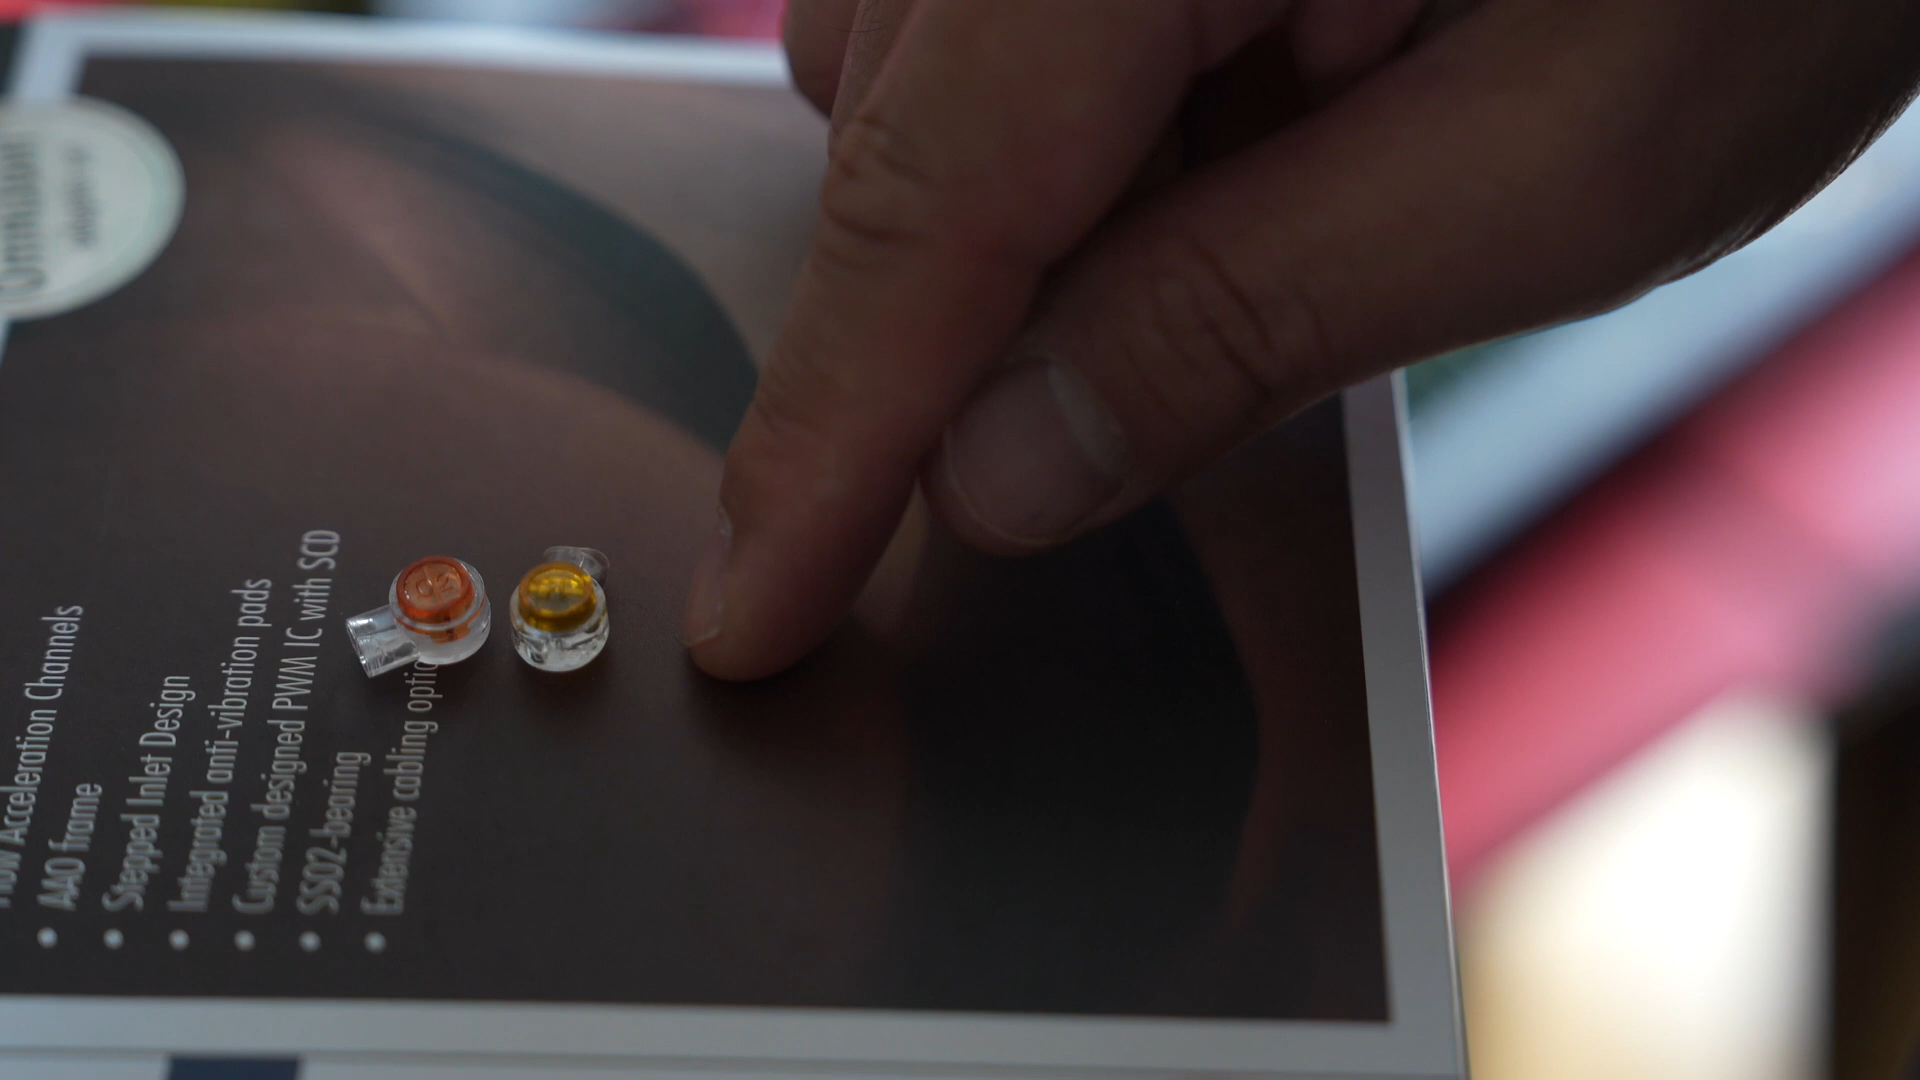 Flow Acceleration Channels
• AAO frame
• Stepped Inlet Design
• Integrated anti-vibration pads
• Custom designed PWM IC with SCD
• SSO2-bearing
• Extensive cabling optio